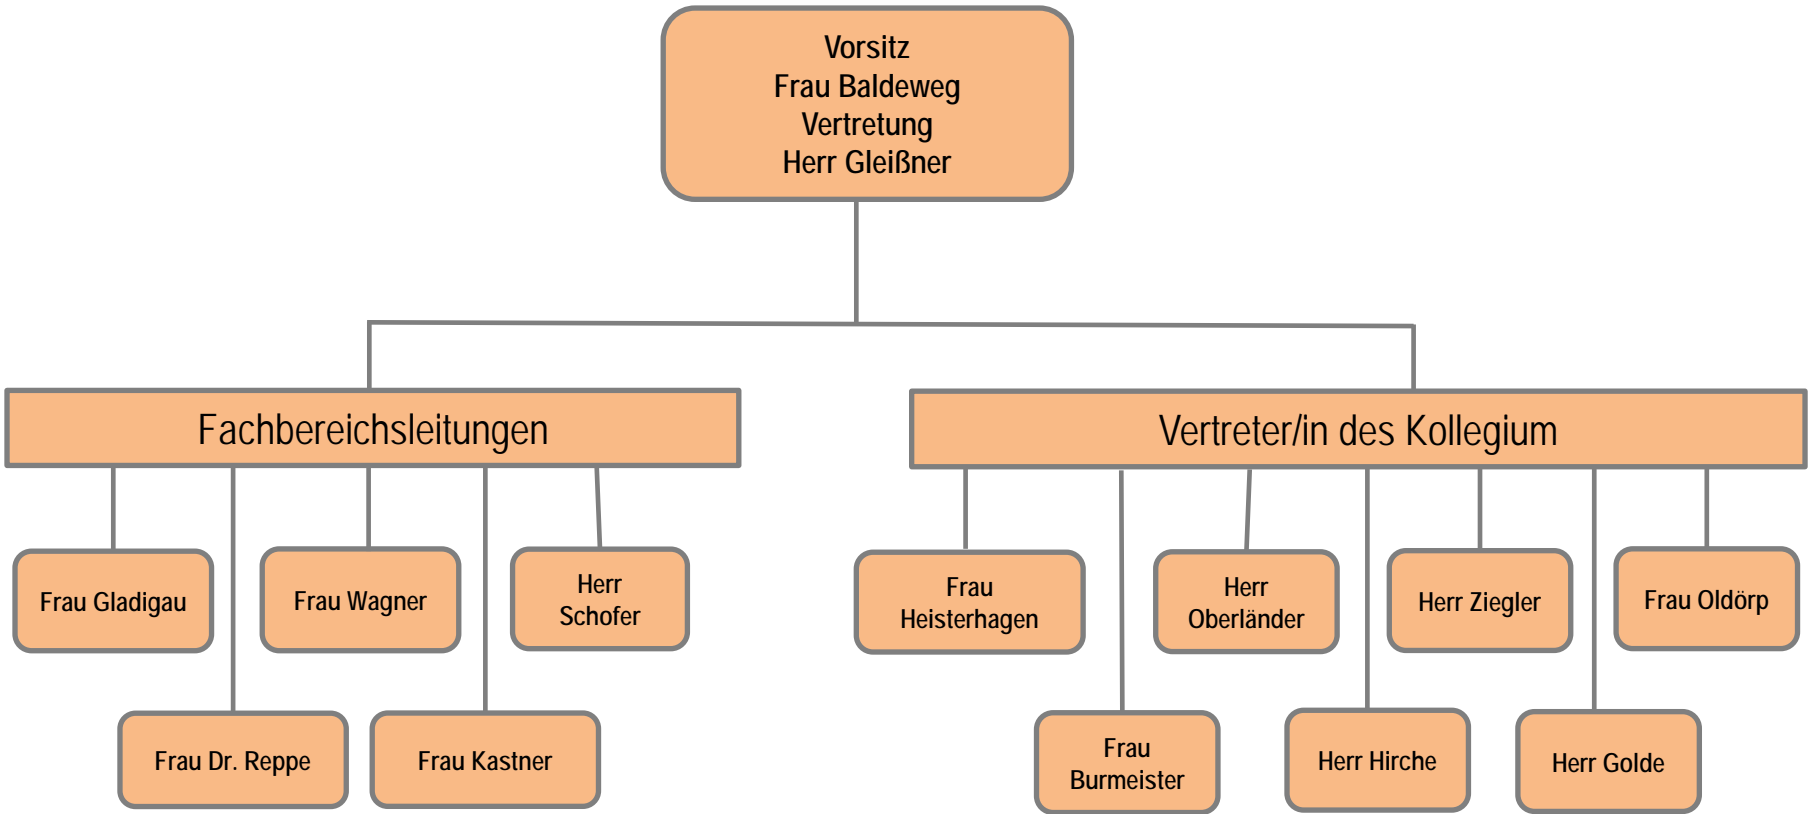 Vorsitz
Frau Baldeweg
Vertretung
Herr Gleißner
Fachbereichsleitungen
Vertreter/in des Kollegium
Frau Gladigau
Frau Wagner
Herr
Schofer
Frau
Heisterhagen
Herr
Oberländer
Herr Ziegler
Frau Oldörp
Frau Dr. Reppe
Frau Kastner
Frau
Burmeister
Herr Hirche
Herr Golde